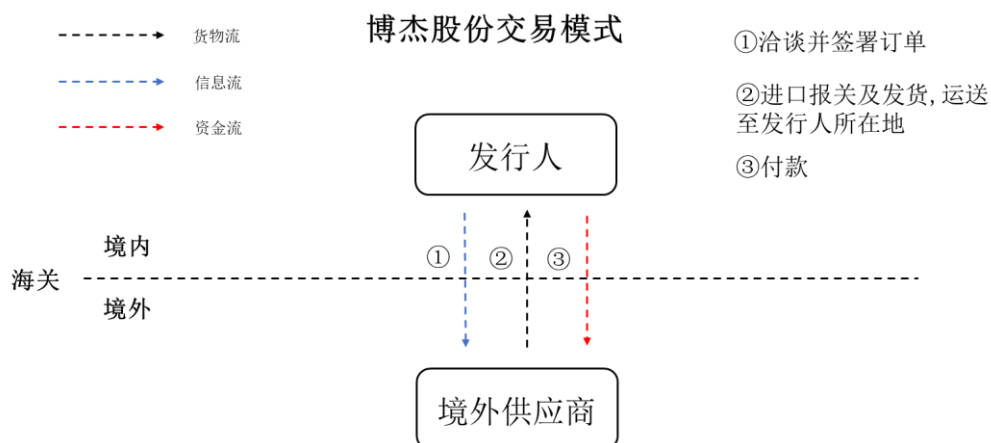 博杰股份交易模式
货物流
信息流
资金流
①洽谈并签署订单
②进口报关及发货,运送
至发行人所在地
③付款
发行人
境内
① ② ③
海关
境外
境外供应商